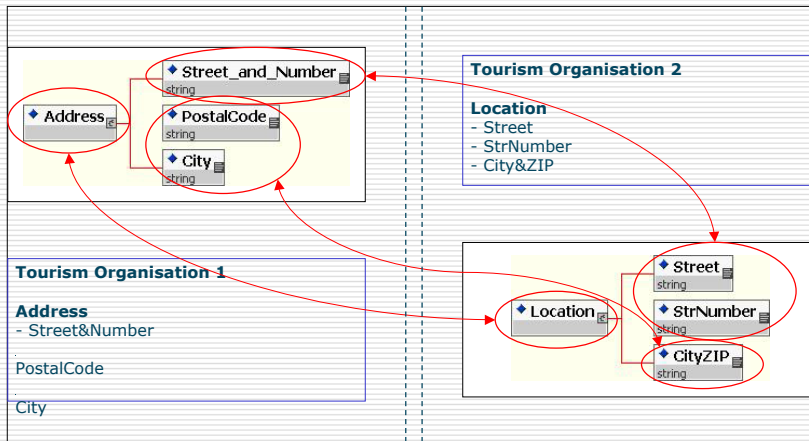 Street_and_Number
string
Address
PostalCode
string
City
string
Tourism Organisation 1
Address
- Street&Number
PostalCode
City
Tourism Organisation 2
Location
- Street
- StrNumber
- City&ZIP
Street
string
Location
StrNumber
string
CityZIP
string